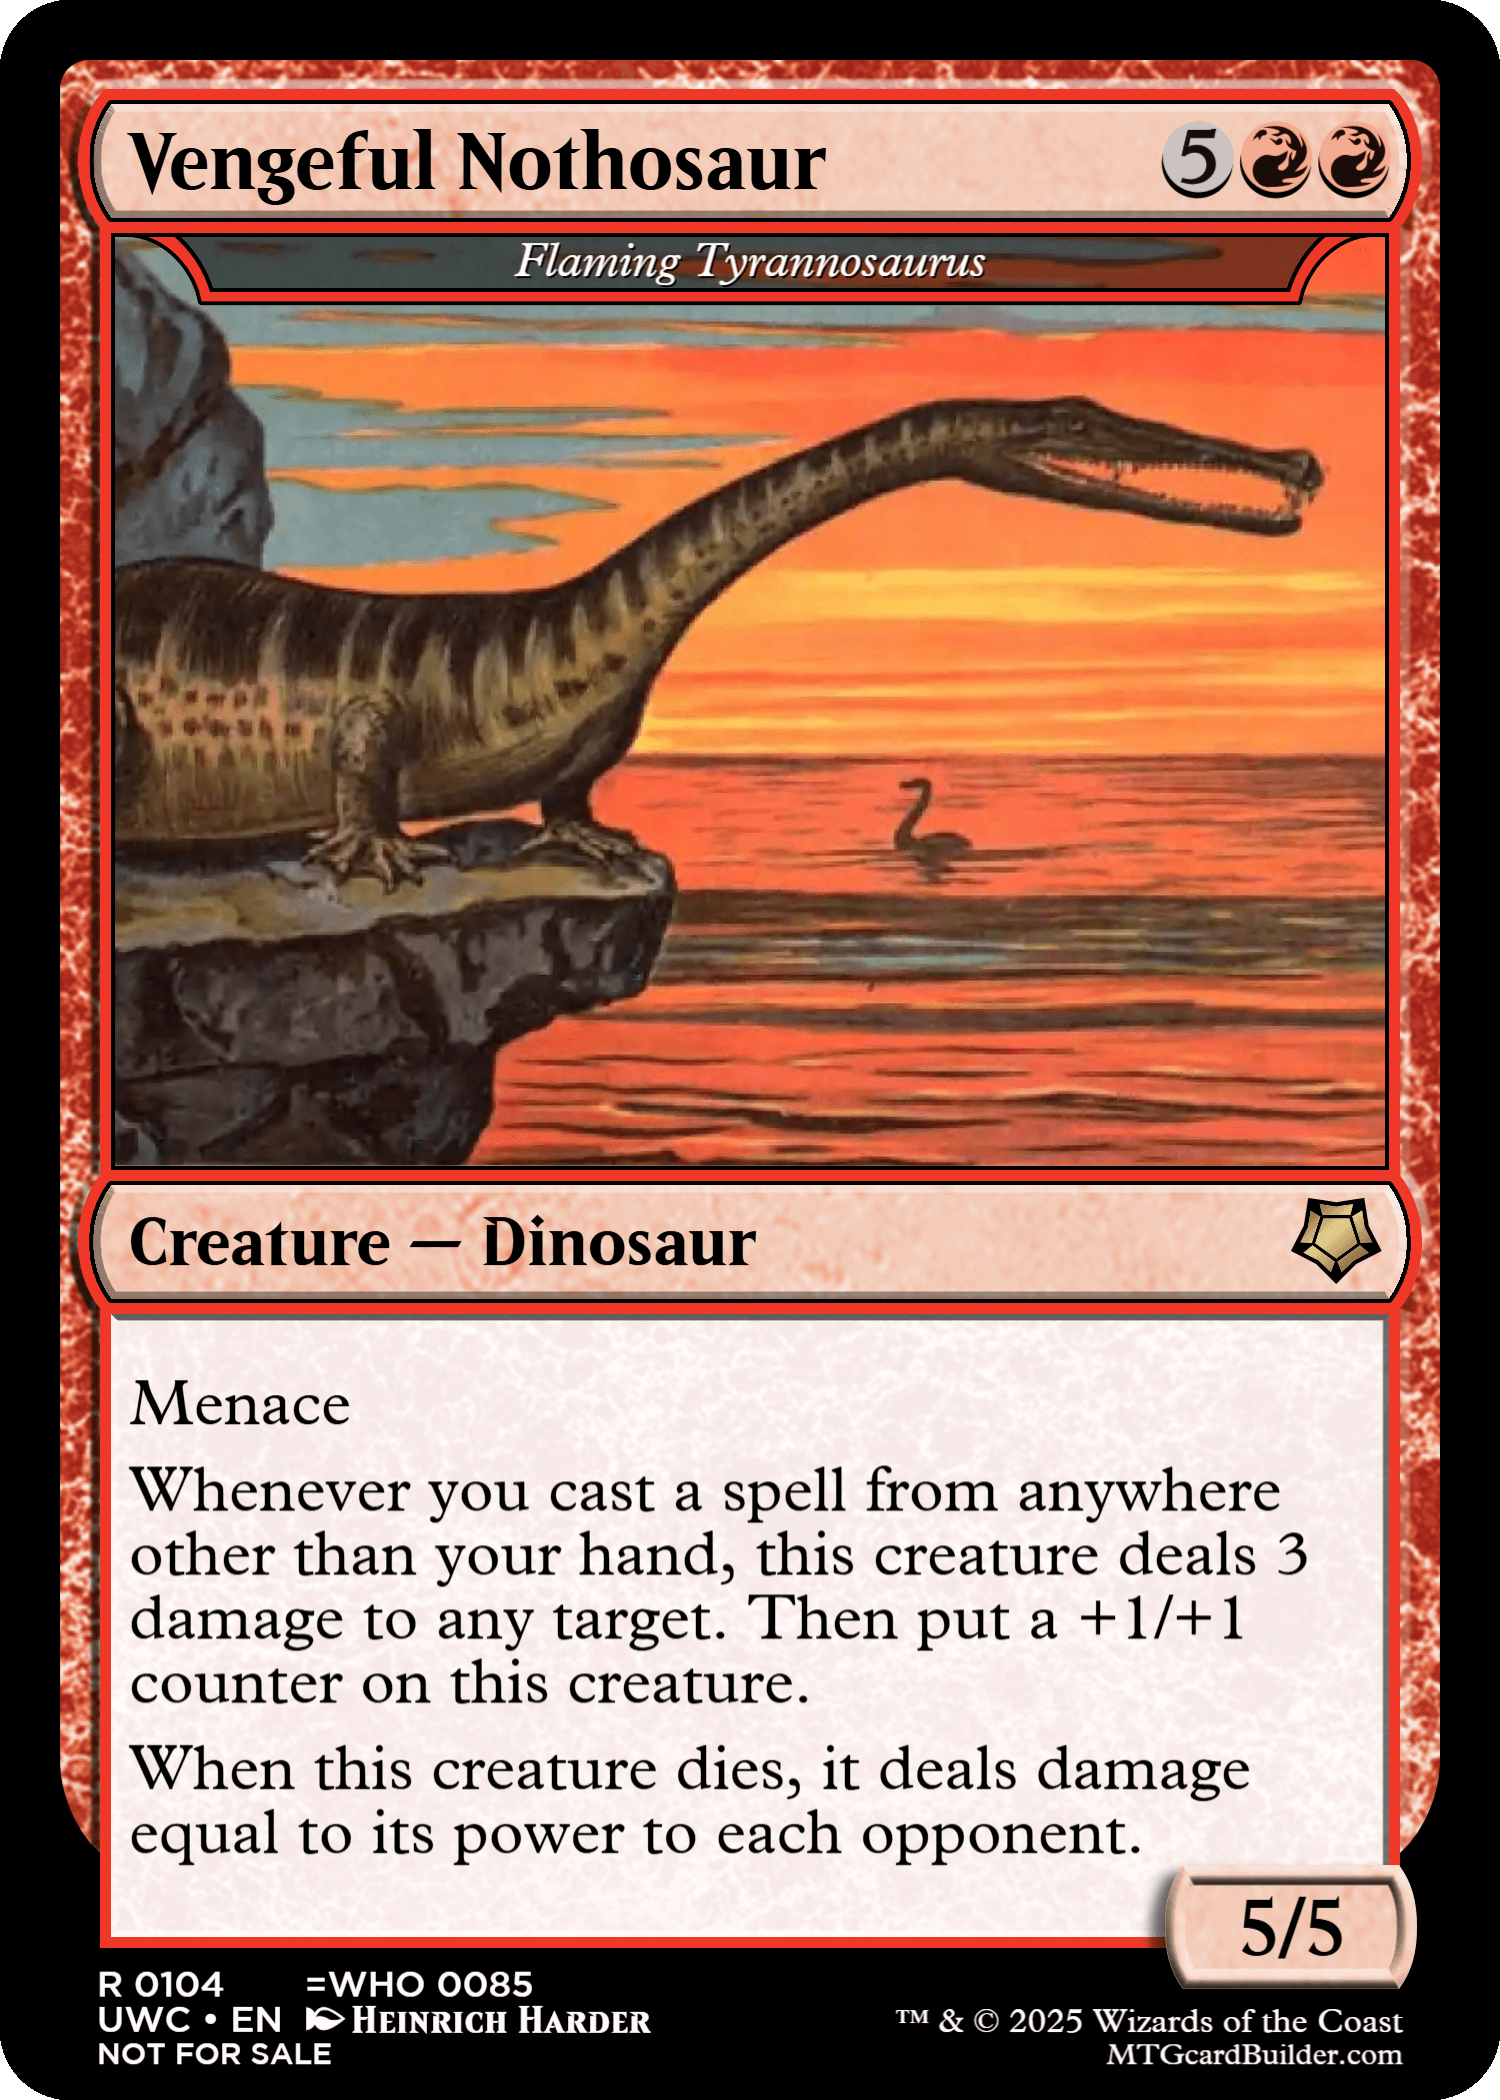 Vengeful Nothosaur 5
Flaming Tyrannosaurus
Creature — Dinosaur
Menace
Whenever you cast a spell from anywhere
other than your hand, this creature deals 3
damage to any target. Then put a +1/+1
counter on this creature.
When this creature dies, it deals damage
equal to its power to each opponent.
5/5
R 0104 =WHO 0085
UWC • EN HEINRICH HARDER
NOT FOR SALE
™ & © 2025 Wizards of the Coast
MTGcardBuilder.com